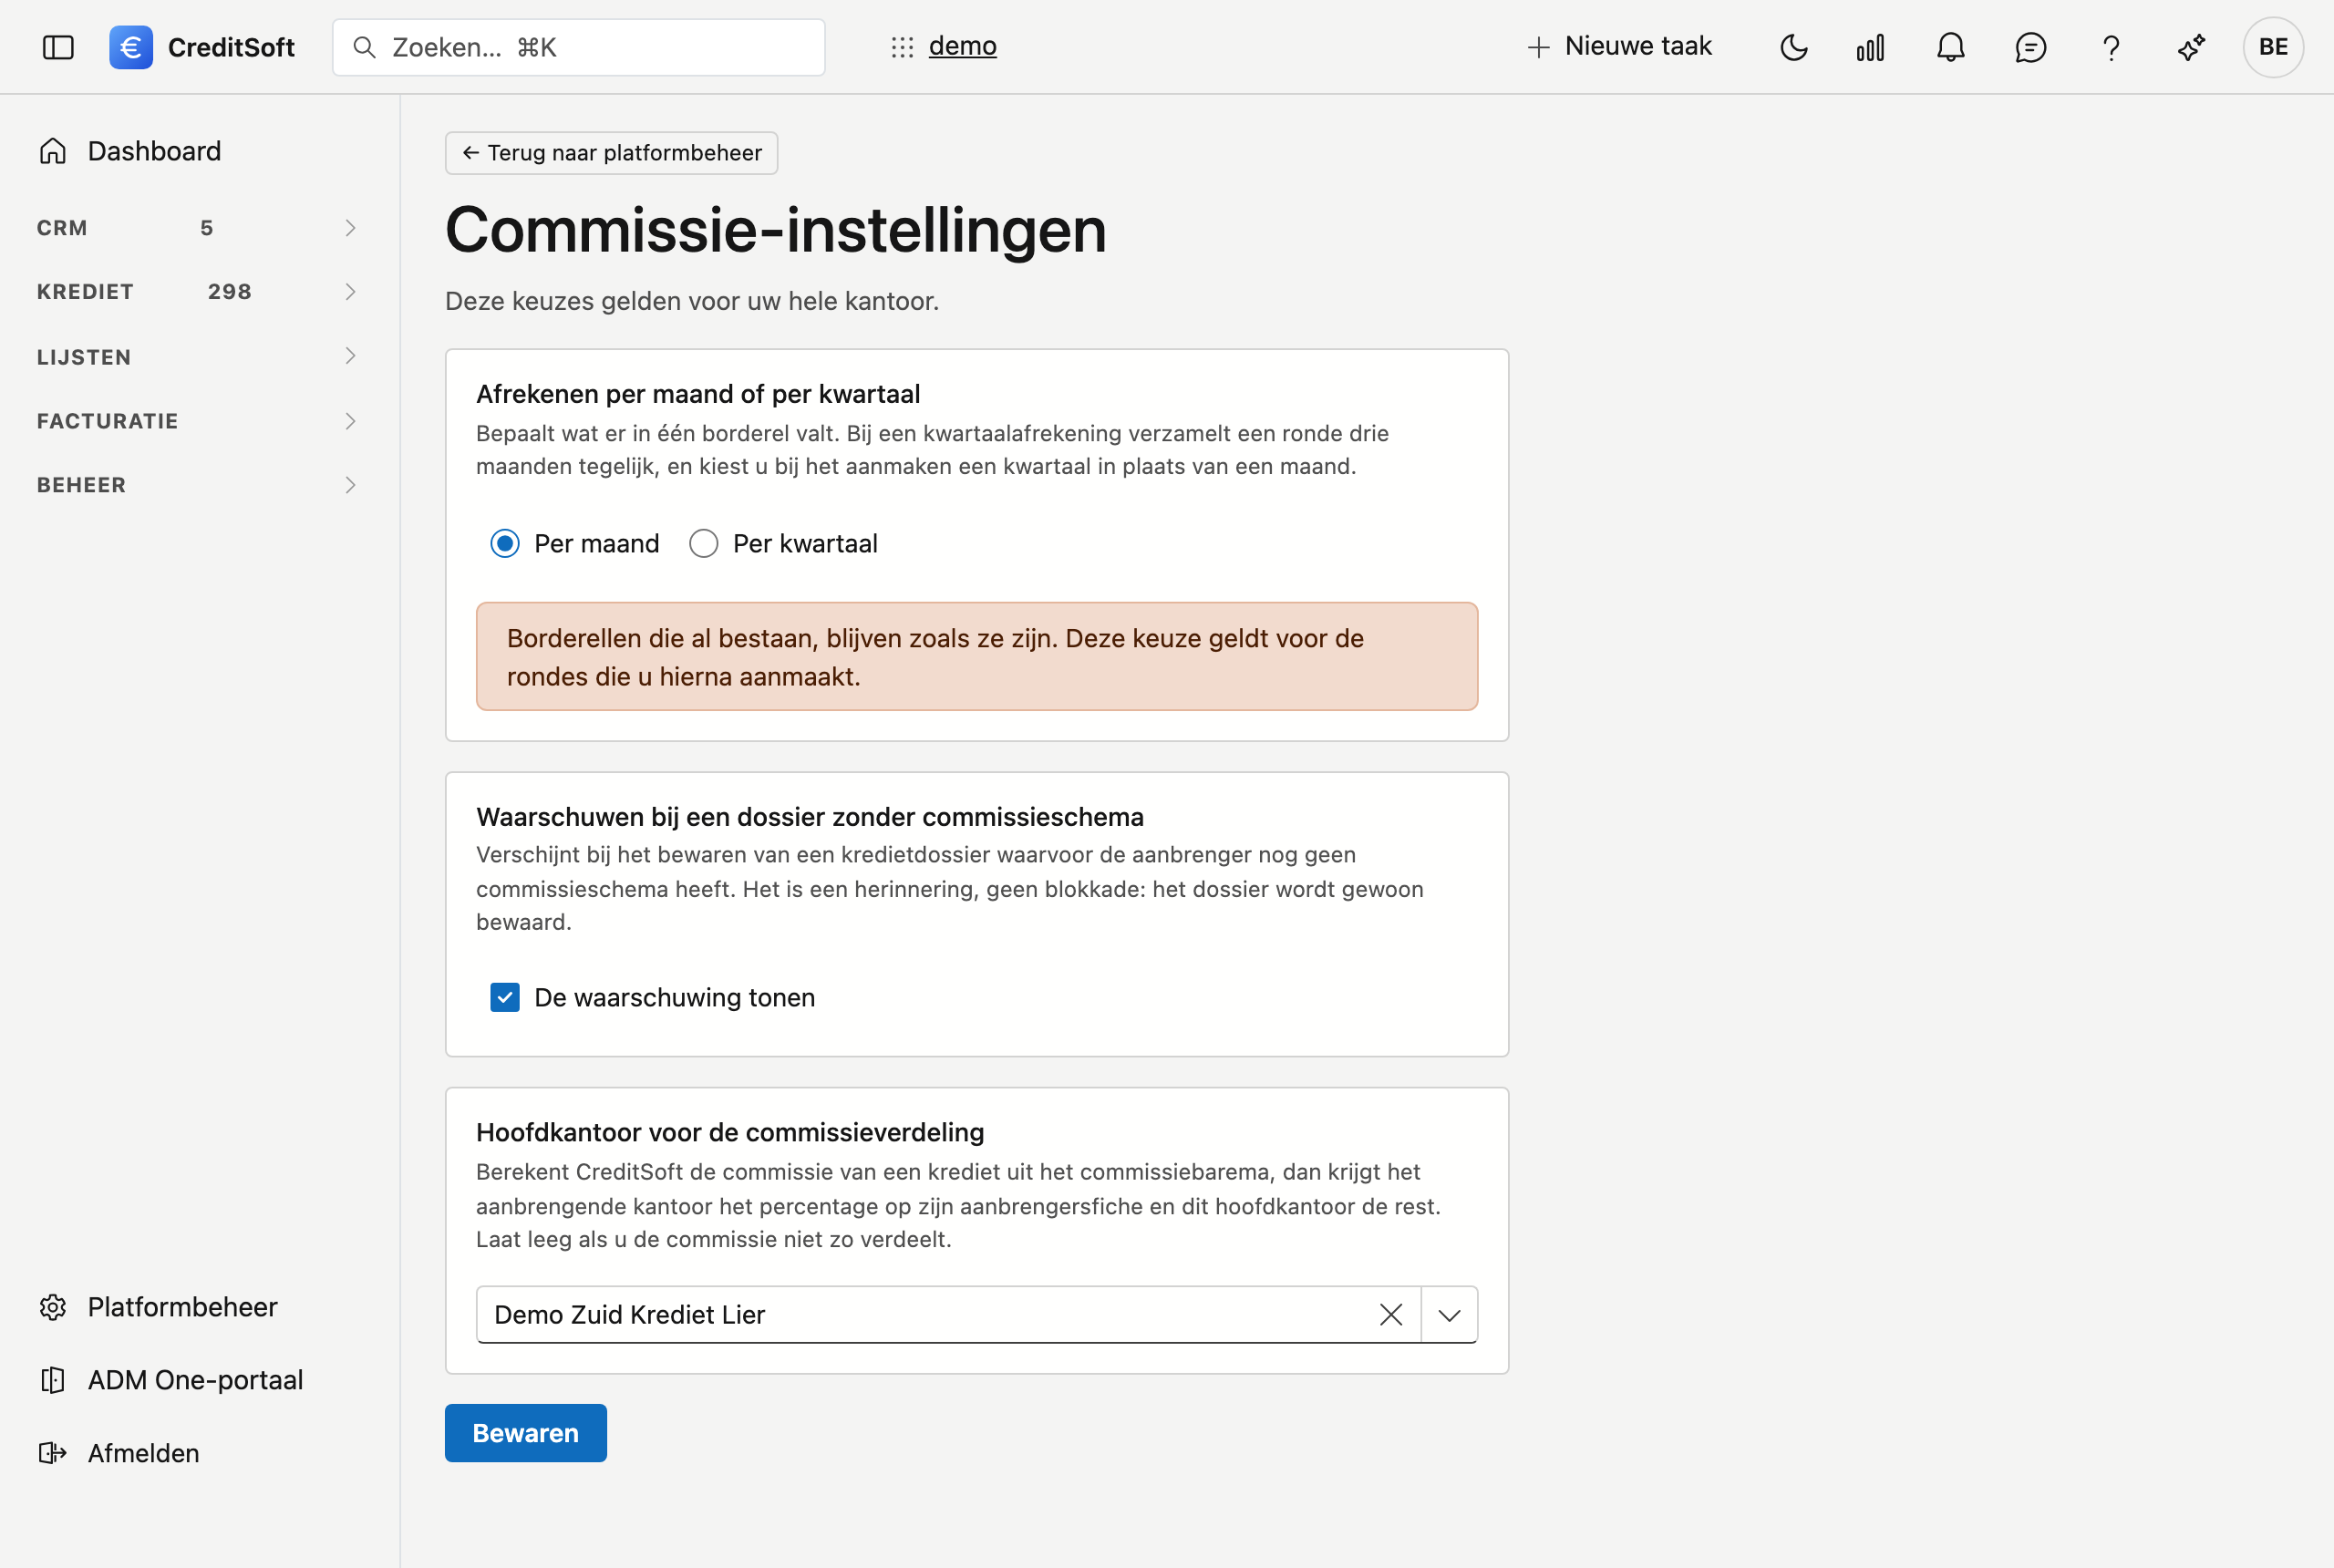 CreditSoft
Zoeken... ⌘K
demo
Nieuwe taak
BE
Dashboard
CRM 5
KREDIET 298
LIJSTEN
FACTURATIE
BEHEER
Platformbeheer
ADM One-portaal
Afmelden
← Terug naar platformbeheer
Commissie-instellingen
Deze keuzes gelden voor uw hele kantoor.
Afrekenen per maand of per kwartaal
Bepaalt wat er in één borderel valt. Bij een kwartaalafrekening verzamelt een ronde drie
maanden tegelijk, en kiest u bij het aanmaken een kwartaal in plaats van een maand.
Per maand Per kwartaal
Borderellen die al bestaan, blijven zoals ze zijn. Deze keuze geldt voor de
rondes die u hierna aanmaakt.
Waarschuwen bij een dossier zonder commissieschema
Verschijnt bij het bewaren van een kredietdossier waarvoor de aanbrenger nog geen
commissieschema heeft. Het is een herinnering, geen blokkade: het dossier wordt gewoon
bewaard.
De waarschuwing tonen
Hoofdkantoor voor de commissieverdeling
Berekent CreditSoft de commissie van een krediet uit het commissiebarema, dan krijgt het
aanbrengende kantoor het percentage op zijn aanbrengersfiche en dit hoofdkantoor de rest.
Laat leeg als u de commissie niet zo verdeelt.
Demo Zuid Krediet Lier
Bewaren